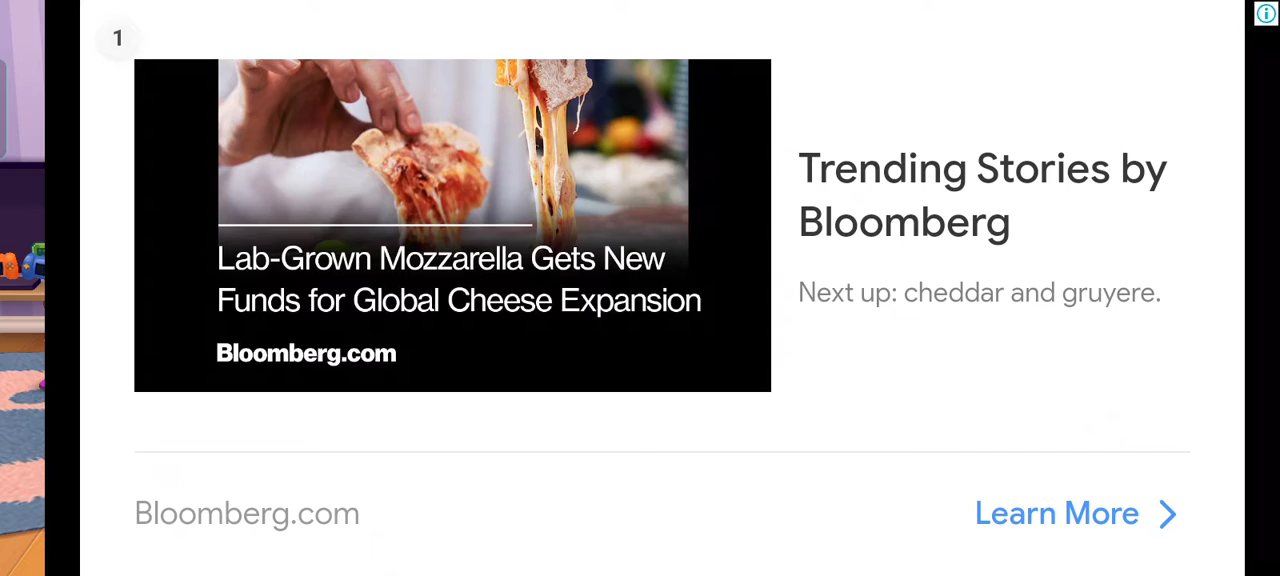 1
Lab-Grown Mozzarella Gets New
Funds for Global Cheese Expansion
Bloomberg.com
Trending Stories by
Bloomberg
Next up: cheddar and gruyere.
Bloomberg.com
Learn More